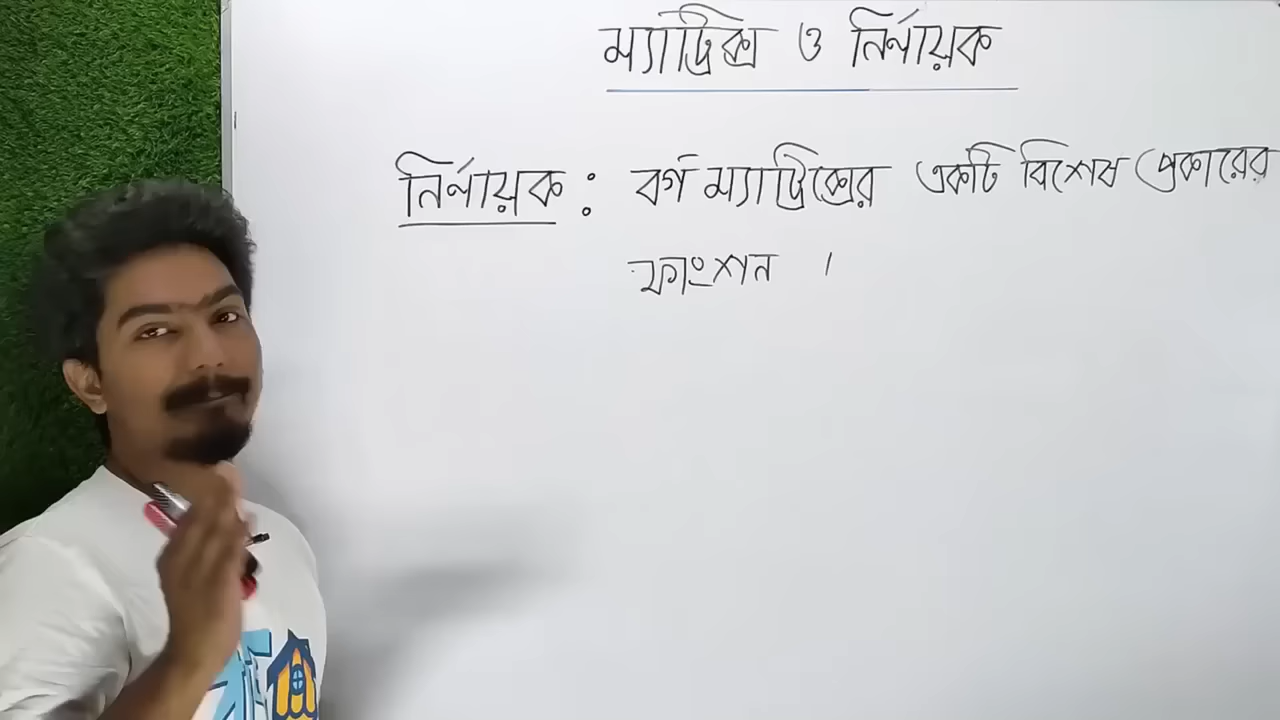 ম্যাট্রিক্স ও নির্ণায়ক
নির্ণায়ক : বর্গ ম্যাট্রিক্সের একটি বিশেষ প্রকারের
ফাংশন ।